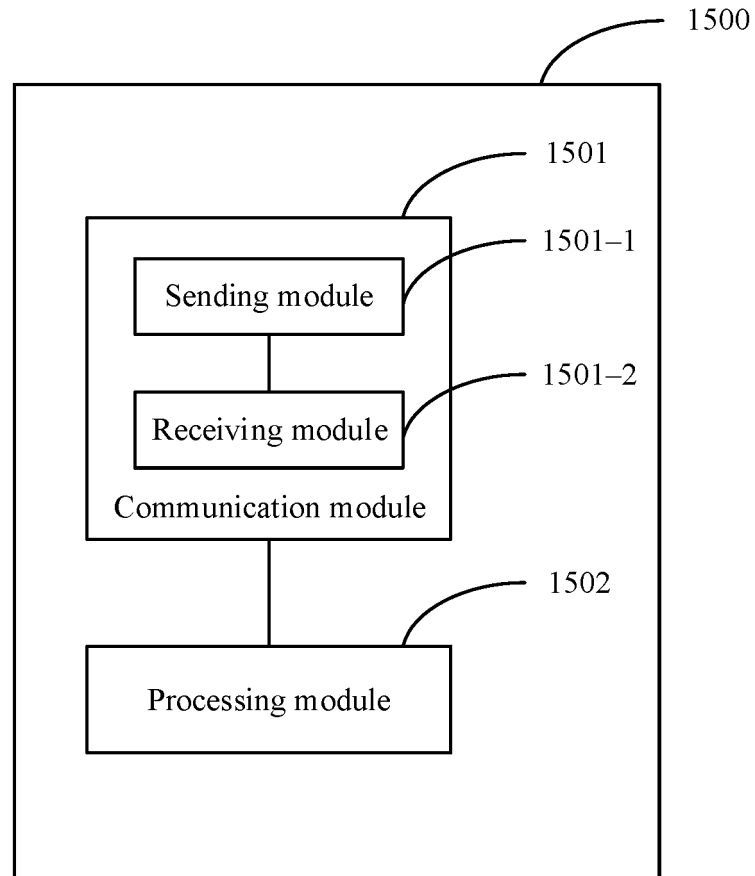 1500
1501
1501–1
Sending module
1501–2
Receiving module
Communication module
1502
Processing module